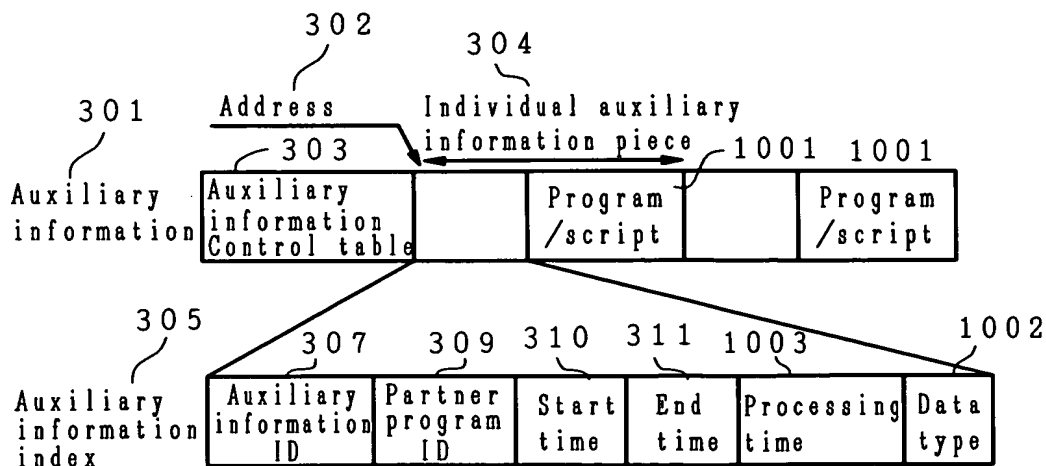 302
304
301
Address
Individual auxiliary
information piece
303
1001
1001
Auxiliary
information
Auxiliary
information
Control table
Program
/script
Program
/script
305
307
309
310
311
1003
1002
Auxiliary
information
index
Auxiliary
information
ID
Partner
program
ID
Start
time
End
time
Processing
time
Data
type